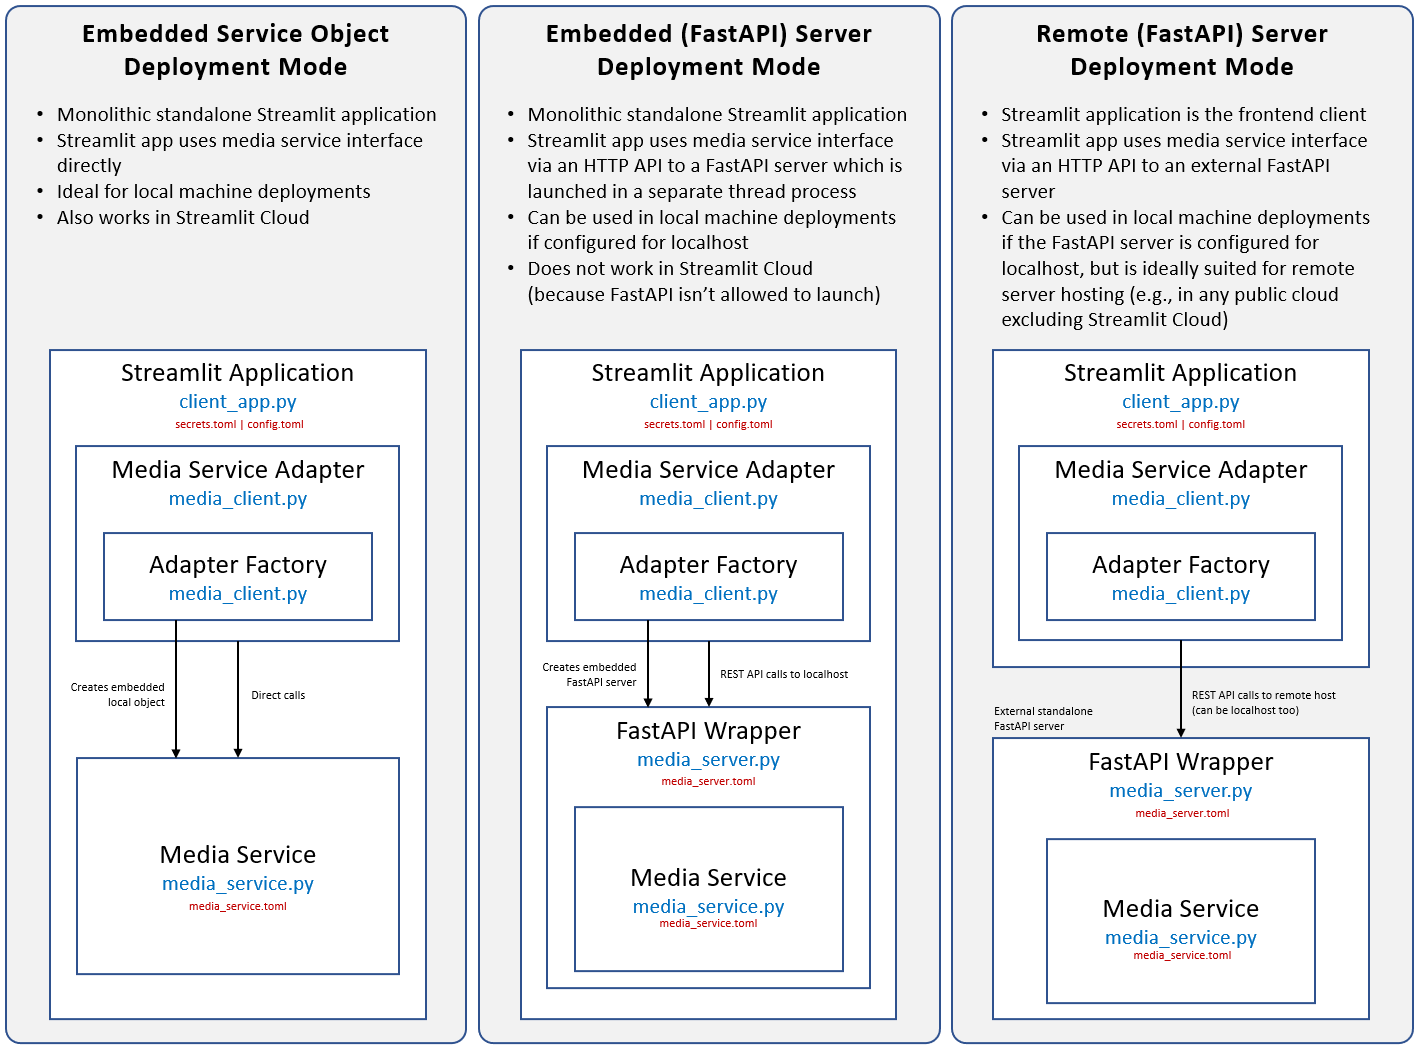 Embedded Service Object
Deployment Mode
• Monolithic standalone Streamlit application
• Streamlit app uses media service interface
directly
• Ideal for local machine deployments
• Also works in Streamlit Cloud
Streamlit Application
client_app.py
secrets.toml | config.toml
Media Service Adapter
media_client.py
Adapter Factory
media_client.py
Creates embedded
local object
Direct calls
Media Service
media_service.py
media_service.toml
Embedded (FastAPI) Server
Deployment Mode
• Monolithic standalone Streamlit application
• Streamlit app uses media service interface
via an HTTP API to a FastAPI server which is
launched in a separate thread process
• Can be used in local machine deployments
if configured for localhost
• Does not work in Streamlit Cloud
(because FastAPI isn’t allowed to launch)
Streamlit Application
client_app.py
secrets.toml | config.toml
Media Service Adapter
media_client.py
Adapter Factory
media_client.py
Creates embedded
FastAPI server
REST API calls to localhost
FastAPI Wrapper
media_server.py
media_server.toml
Media Service
media_service.py
media_service.toml
Remote (FastAPI) Server
Deployment Mode
• Streamlit application is the frontend client
• Streamlit app uses media service interface
via an HTTP API to an external FastAPI
server
• Can be used in local machine deployments
if the FastAPI server is configured for
localhost, but is ideally suited for remote
server hosting (e.g., in any public cloud
excluding Streamlit Cloud)
Streamlit Application
client_app.py
secrets.toml | config.toml
Media Service Adapter
media_client.py
Adapter Factory
media_client.py
REST API calls to remote host
(can be localhost too)
External standalone
FastAPI server
FastAPI Wrapper
media_server.py
media_server.toml
Media Service
media_service.py
media_service.toml